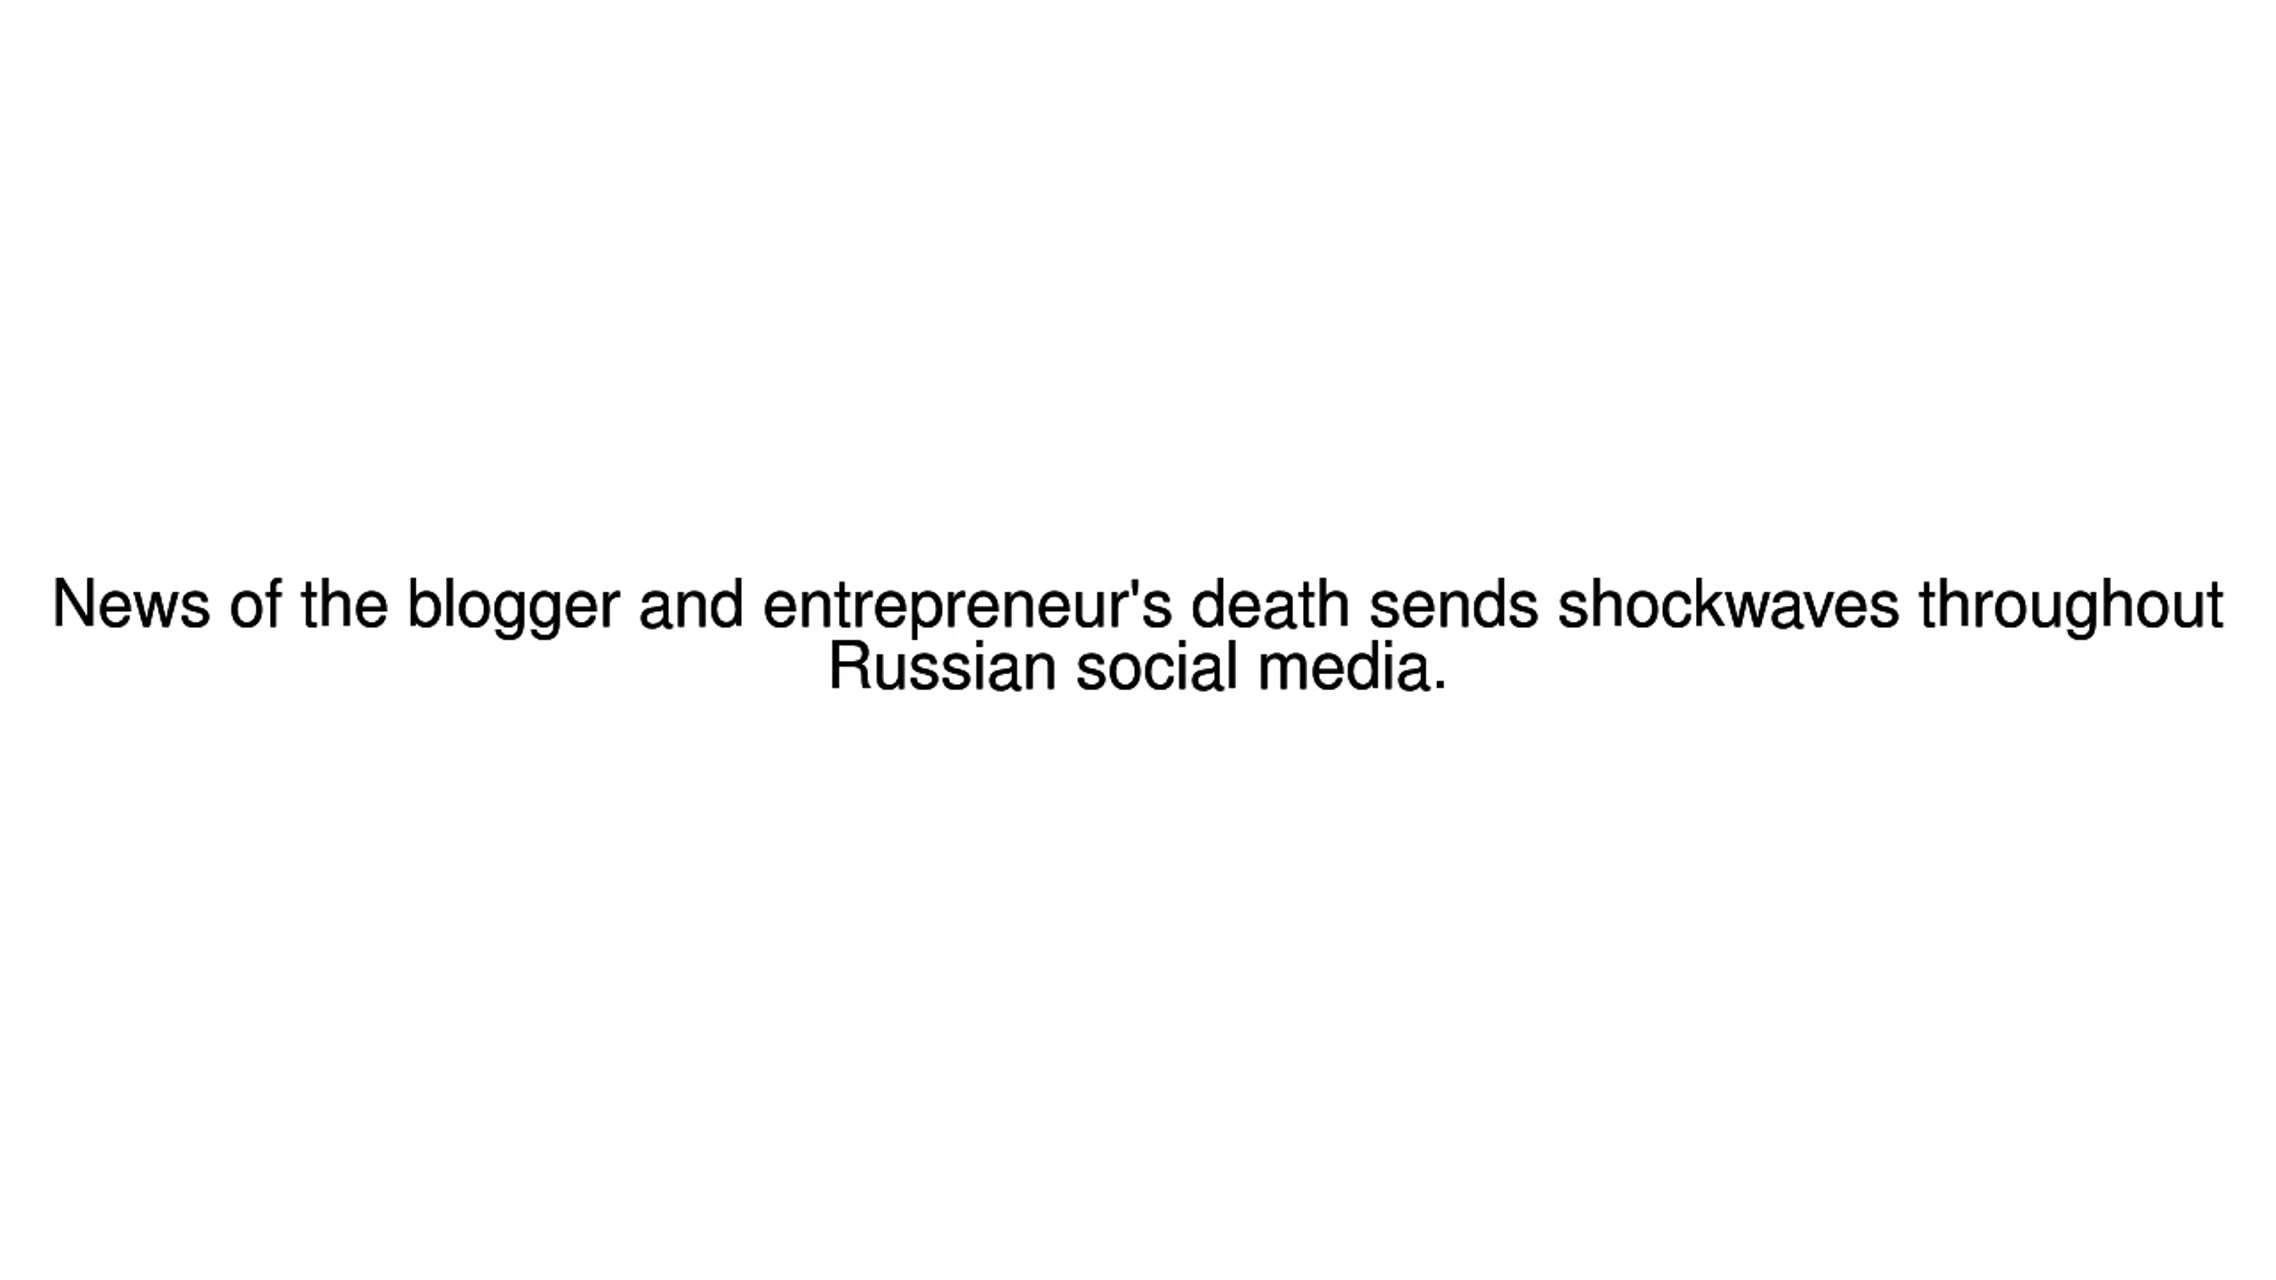 News of the blogger and entrepreneur's death sends shockwaves throughout
Russian social media.